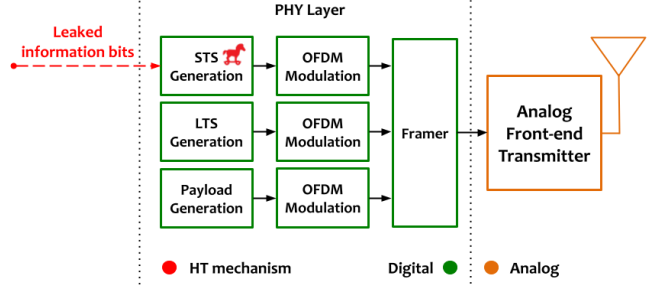 PHY Layer
Leaked
information bits
STS
Generation
OFDM
Modulation
LTS
Generation
OFDM
Modulation
Payload
Generation
OFDM
Modulation
Framer
Analog
Front-end
Transmitter
HT mechanism
Digital
Analog